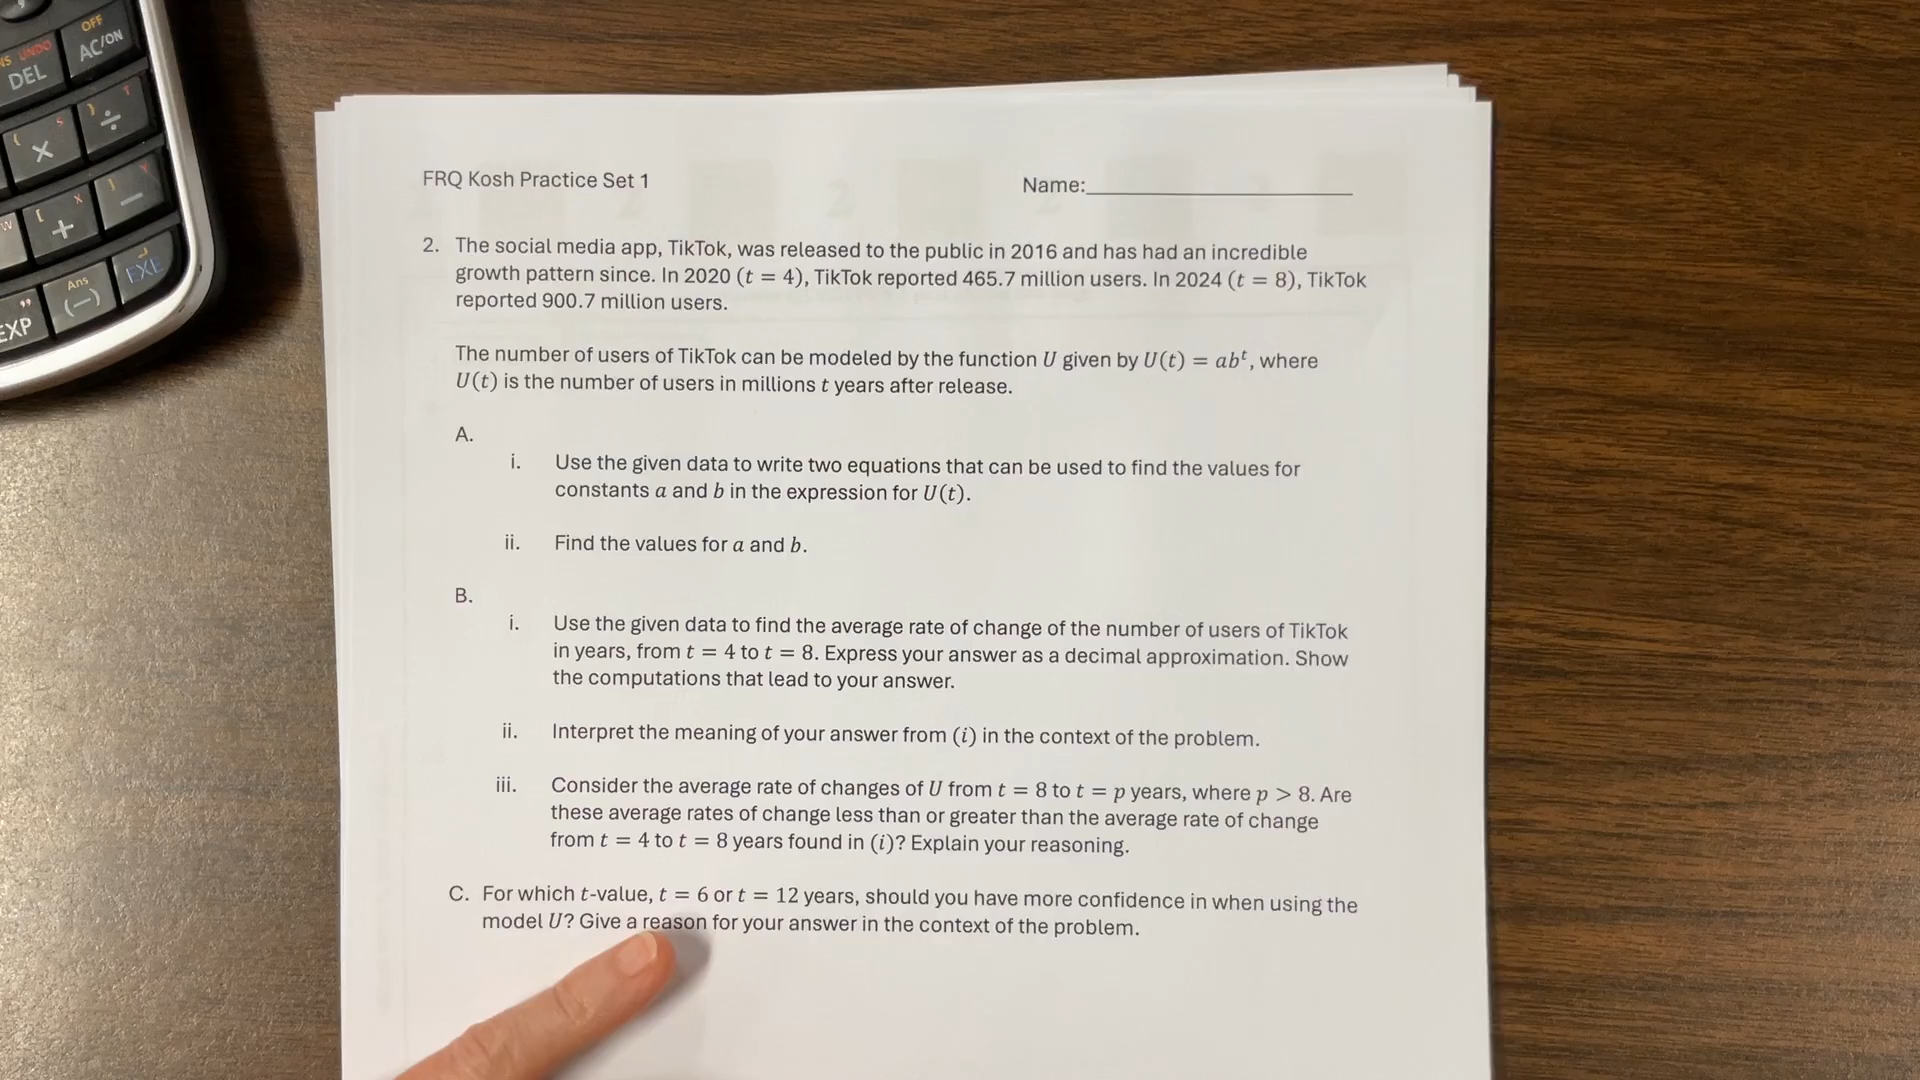 OFF
AC/ON
UNDO
DEL
FRQ Kosh Practice Set 1 Name:
2. The social media app, TikTok, was released to the public in 2016 and has had an incredible
growth pattern since. In 2020 (t = 4), TikTok reported 465.7 million users. In 2024 (t = 8), TikTok
reported 900.7 million users.
The number of users of TikTok can be modeled by the function U given by U(t) = abᵗ, where
U(t) is the number of users in millions t years after release.
A.
i. Use the given data to write two equations that can be used to find the values for
constants a and b in the expression for U(t).
ii. Find the values for a and b.
B.
i. Use the given data to find the average rate of change of the number of users of TikTok
in years, from t = 4 to t = 8. Express your answer as a decimal approximation. Show
the computations that lead to your answer.
ii. Interpret the meaning of your answer from (i) in the context of the problem.
iii. Consider the average rate of changes of U from t = 8 to t = p years, where p > 8. Are
these average rates of change less than or greater than the average rate of change
from t = 4 to t = 8 years found in (i)? Explain your reasoning.
C. For which t-value, t = 6 or t = 12 years, should you have more confidence in when using the
model U? Give a reason for your answer in the context of the problem.
) T
÷
( S
×
} Y
−
[ X
+
W
EXE
Ans
(−)
"
EXP